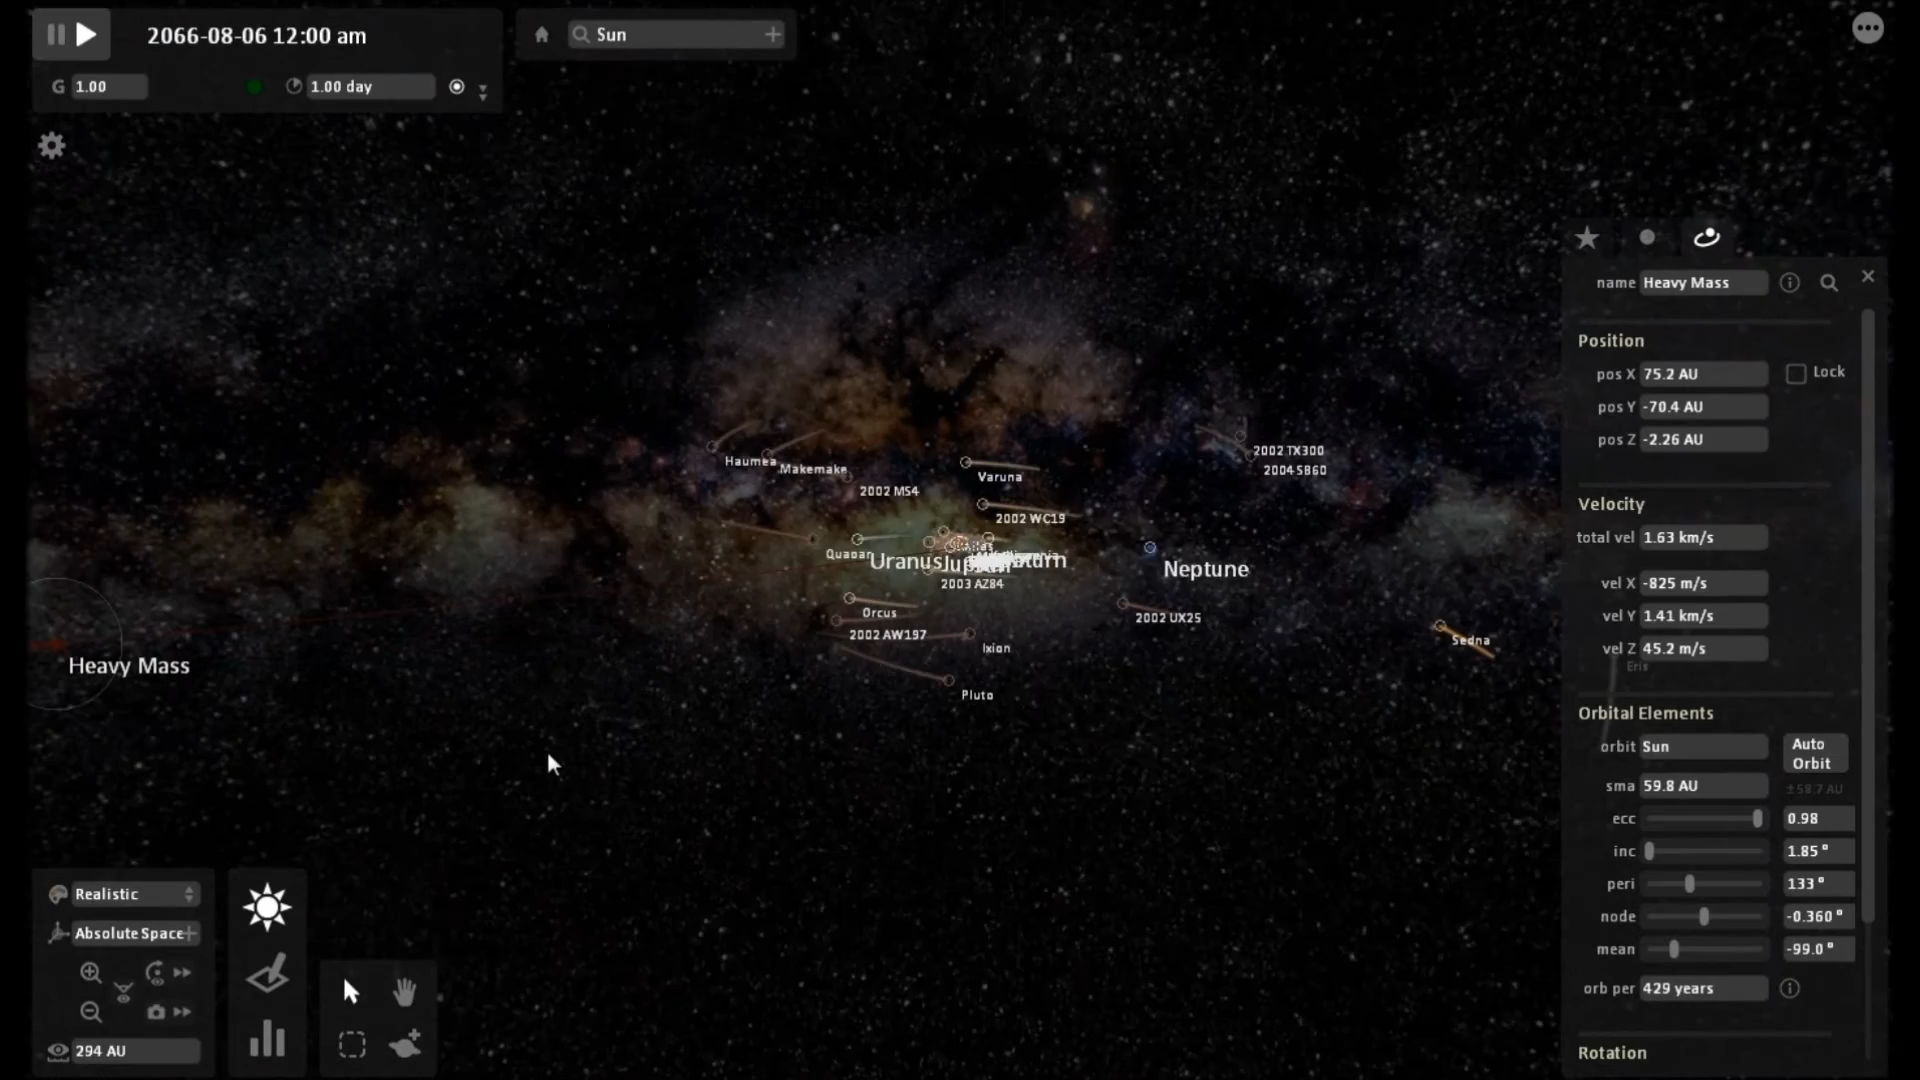 2066-08-06 12:00 am
Sun
G 1.00
1.00 day
name Heavy Mass
Position
pos X 75.2 AU
Lock
pos Y -70.4 AU
pos Z -2.26 AU
Velocity
total vel 1.63 km/s
vel X -825 m/s
vel Y 1.41 km/s
vel Z 45.2 m/s
Eris
Orbital Elements
orbit Sun
Auto
Orbit
sma 59.8 AU
±58.7 AU
ecc 0.98
inc 1.85°
peri 133°
node -0.360°
mean -99.0°
orb per 429 years
Rotation
Haumea
Makemake
2002 MS4
Varuna
2002 WC19
2002 TX300
2004 SB60
Quaoar
Uranus
Neptune
2003 AZ84
Orcus
2002 AW197
Ixion
Pluto
2002 UX25
Sedna
Heavy Mass
Realistic
Absolute Space
294 AU